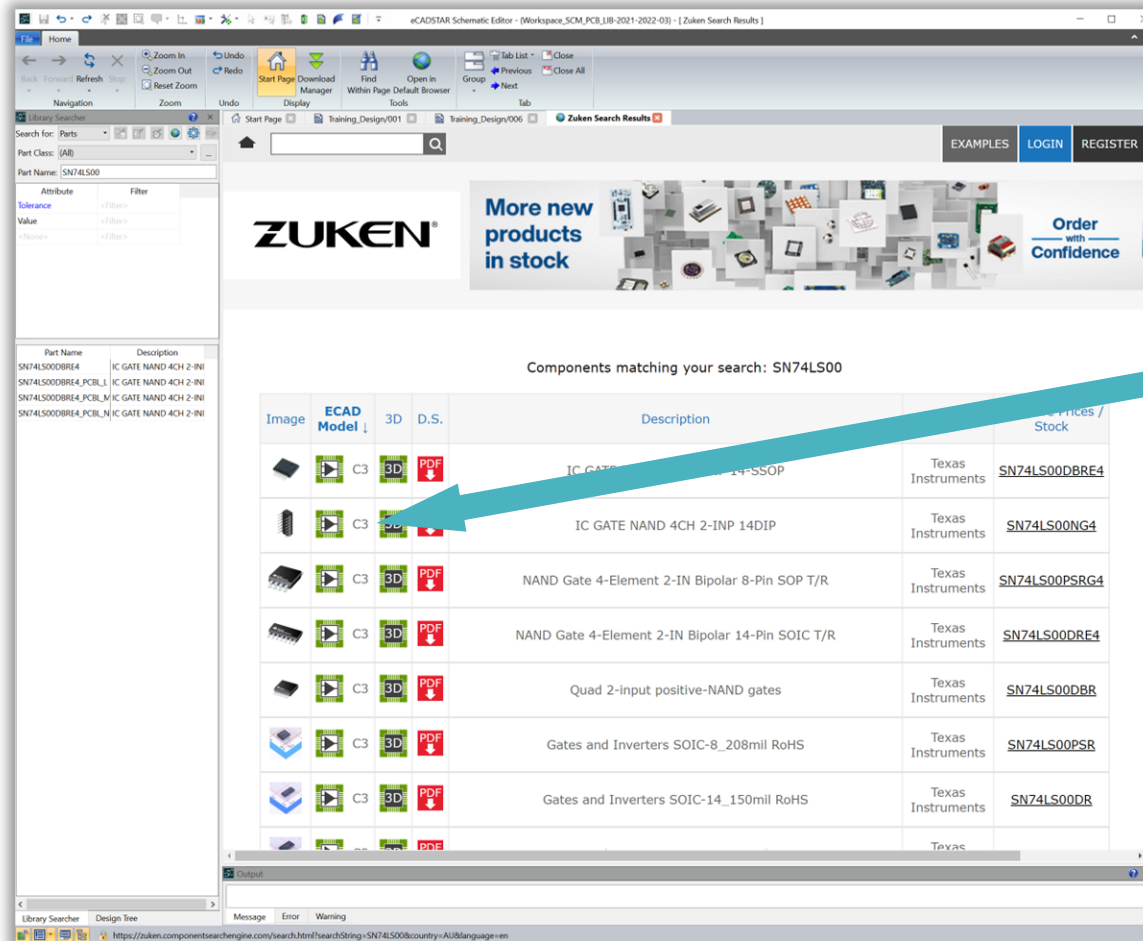 eCADSTAR Schematic Editor - (Workspace_SCM_PCB_LIB-2021-2022-03) - [ Zuken Search Results ]
File Home
Back Forward Refresh Stop
Navigation
Zoom In
Zoom Out
Reset Zoom
Zoom
Undo
Redo
Undo
Start Page Download Manager
Display
Find Within Page Open in Default Browser
Tools
Group
Tab List Close
Previous Close All
Next
Tab
Library Searcher
Search for: Parts
Part Class: (All)
Part Name: SN74LS00
Attribute Filter
Tolerance <Filter>
Value <Filter>
<None> <Filter>
Part Name Description
SN74LS00DBRE4 IC GATE NAND 4CH 2-INI
SN74LS00DBRE4_PCBL_L IC GATE NAND 4CH 2-INI
SN74LS00DBRE4_PCBL_M IC GATE NAND 4CH 2-INI
SN74LS00DBRE4_PCBL_N IC GATE NAND 4CH 2-INI
Library Searcher Design Tree
Start Page Training_Design/001 Training_Design/006 Zuken Search Results
EXAMPLES LOGIN REGISTER
ZUKEN®
More new
products
in stock
Order
with
Confidence
Components matching your search: SN74LS00
Image ECAD Model ↓ 3D D.S. Description Prices / Stock
C3 3D PDF IC GATE 14-SSOP Texas Instruments SN74LS00DBRE4
C3 3D IC GATE NAND 4CH 2-INP 14DIP Texas Instruments SN74LS00NG4
C3 3D PDF NAND Gate 4-Element 2-IN Bipolar 8-Pin SOP T/R Texas Instruments SN74LS00PSRG4
C3 3D PDF NAND Gate 4-Element 2-IN Bipolar 14-Pin SOIC T/R Texas Instruments SN74LS00DRE4
C3 3D PDF Quad 2-input positive-NAND gates Texas Instruments SN74LS00DBR
C3 3D PDF Gates and Inverters SOIC-8_208mil RoHS Texas Instruments SN74LS00PSR
C3 3D PDF Gates and Inverters SOIC-14_150mil RoHS Texas Instruments SN74LS00DR
PDF Texas
Output
Message Error Warning
https://zuken.componentsearchengine.com/search.html?searchString=SN74LS00&country=AU&language=en